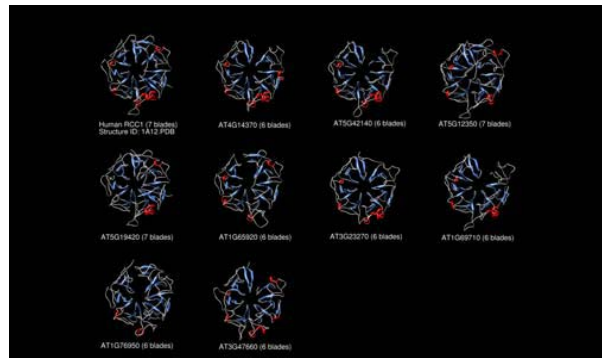 Human RCC1 (7 blades)
Structure ID: 1A12 PDB
AT4G14370 (6 blades)
AT5G42140 (6 blades)
AT5G12350 (7 blades)
AT5G19420 (7 blades)
AT1G65920 (6 blades)
AT3G23270 (6 blades)
AT1G69710 (6 blades)
AT1G76950 (6 blades)
AT3G47660 (6 blades)